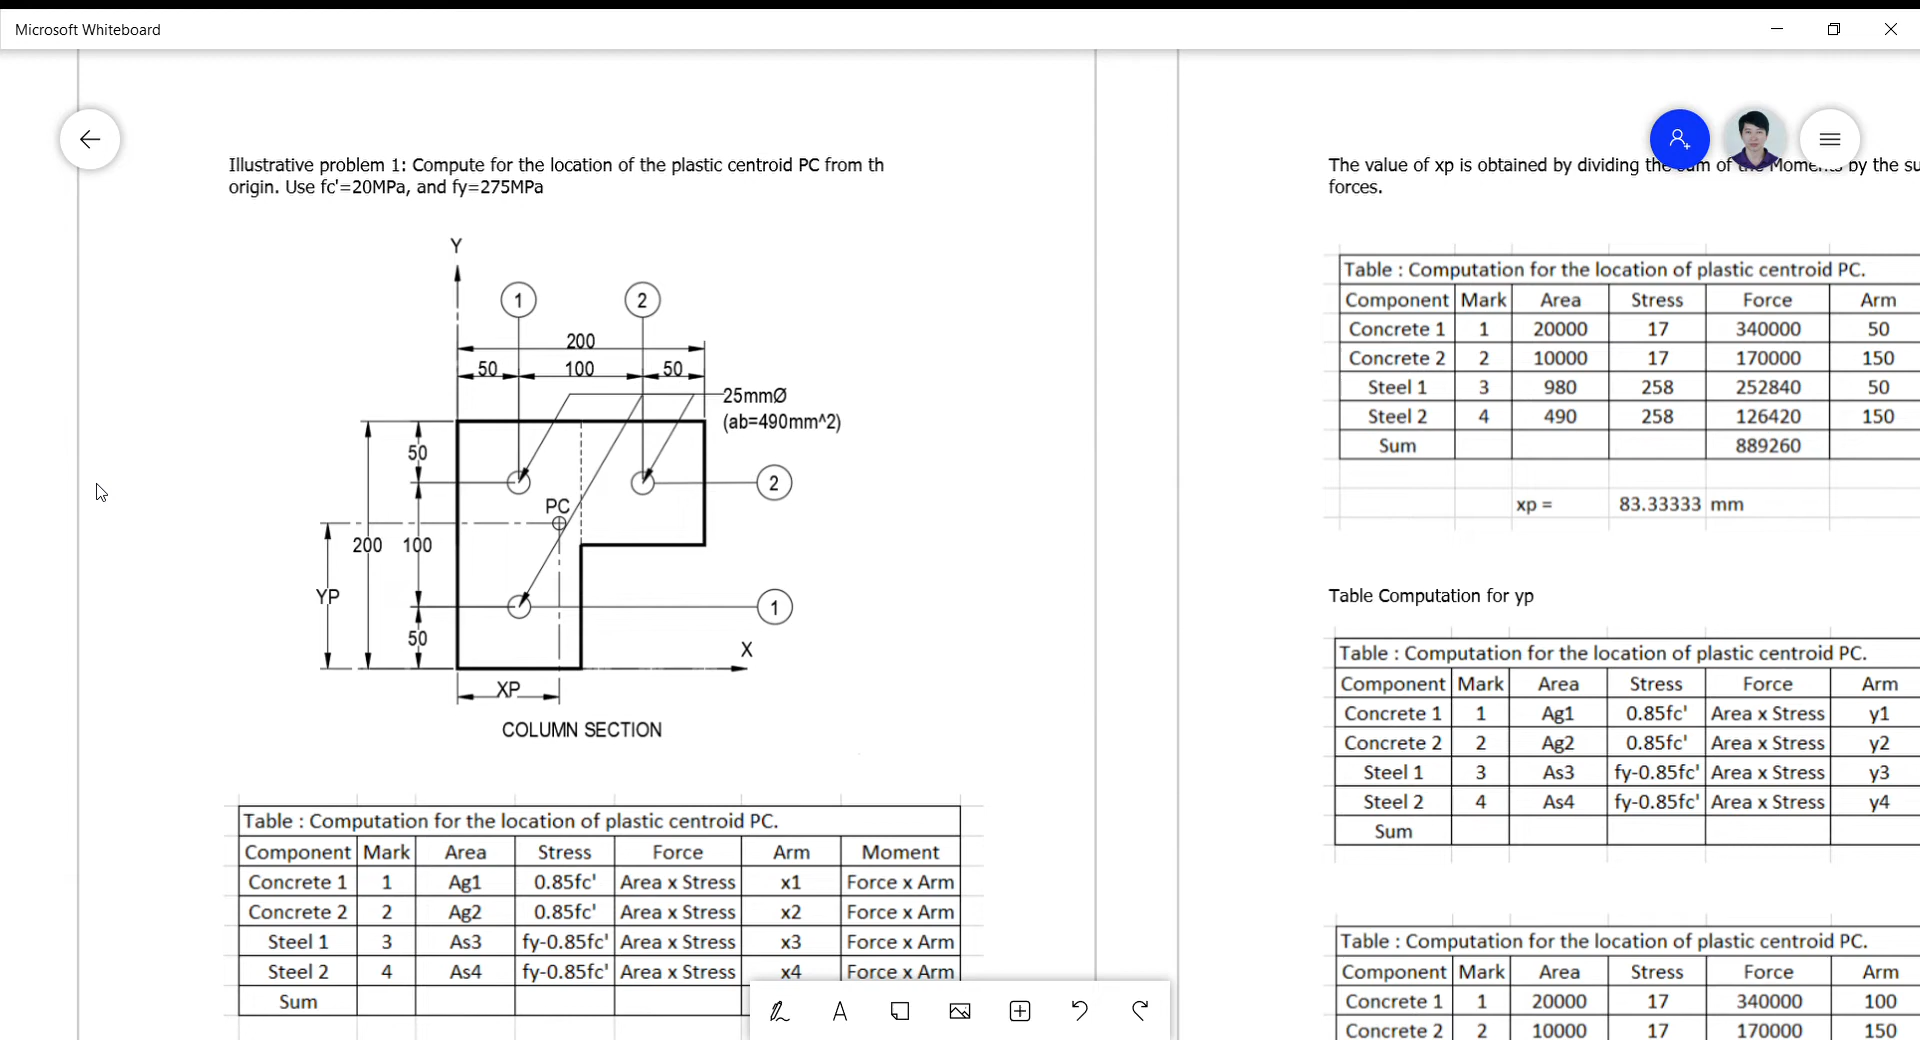 Microsoft Whiteboard
Illustrative problem 1: Compute for the location of the plastic centroid PC from th
origin. Use fc'=20MPa, and fy=275MPa
Y
1 2
200
50 100 50
25mmØ
(ab=490mm^2)
50
2
PC
200 100
YP
1
50
X
XP
COLUMN SECTION
Table : Computation for the location of plastic centroid PC.
Component Mark Area Stress Force Arm Moment
Concrete 1 1 Ag1 0.85fc' Area x Stress x1 Force x Arm
Concrete 2 2 Ag2 0.85fc' Area x Stress x2 Force x Arm
Steel 1 3 As3 fy-0.85fc' Area x Stress x3 Force x Arm
Steel 2 4 As4 fy-0.85fc' Area x Stress x4 Force x Arm
Sum
The value of xp is obtained by dividing the sum of the Moments by the su
forces.
Table : Computation for the location of plastic centroid PC.
Component Mark Area Stress Force Arm
Concrete 1 1 20000 17 340000 50
Concrete 2 2 10000 17 170000 150
Steel 1 3 980 258 252840 50
Steel 2 4 490 258 126420 150
Sum 889260
xp = 83.33333 mm
Table Computation for yp
Table : Computation for the location of plastic centroid PC.
Component Mark Area Stress Force Arm
Concrete 1 1 Ag1 0.85fc' Area x Stress y1
Concrete 2 2 Ag2 0.85fc' Area x Stress y2
Steel 1 3 As3 fy-0.85fc' Area x Stress y3
Steel 2 4 As4 fy-0.85fc' Area x Stress y4
Sum
Table : Computation for the location of plastic centroid PC.
Component Mark Area Stress Force Arm
Concrete 1 1 20000 17 340000 100
Concrete 2 2 10000 17 170000 150